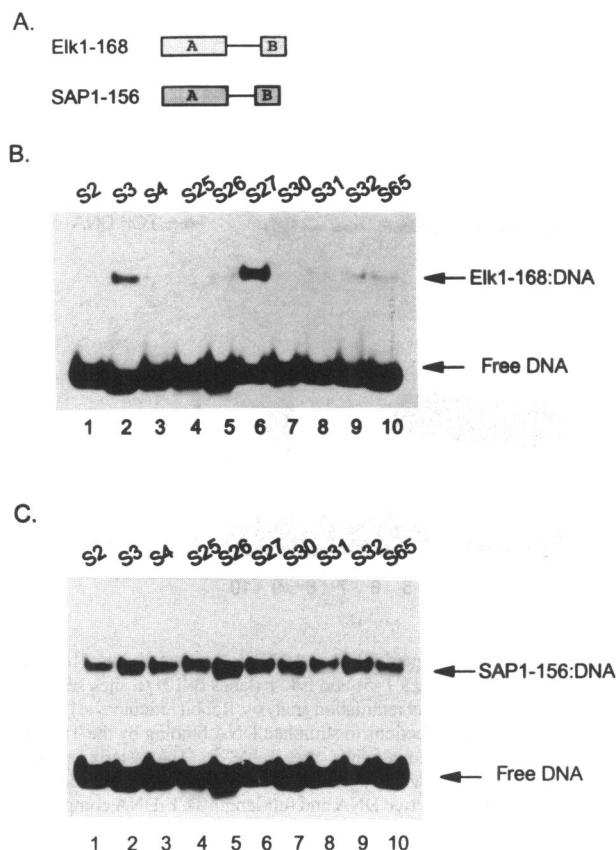 A.
Elk1-168 A B
SAP1-156 A B
B.
S2 S3 S4 S25 S26 S27 S30 S31 S32 S65
Elk1-168:DNA
Free DNA
1 2 3 4 5 6 7 8 9 10
C.
S2 S3 S4 S25 S26 S27 S30 S31 S32 S65
SAP1-156:DNA
Free DNA
1 2 3 4 5 6 7 8 9 10